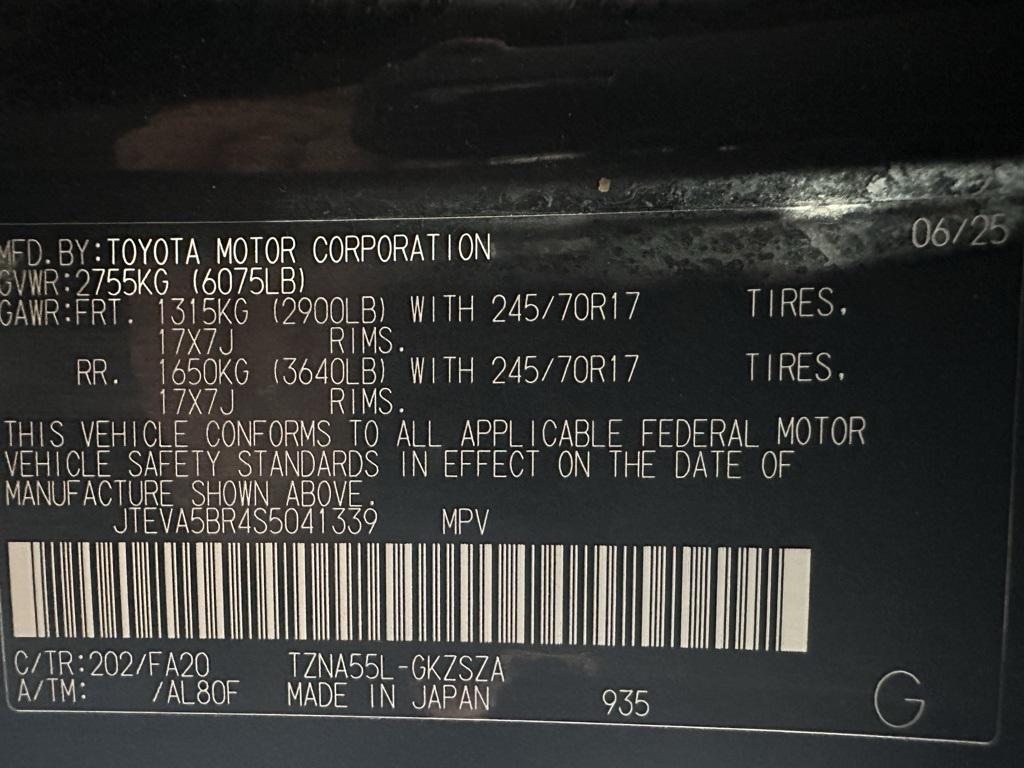 06/25
MFD.BY:TOYOTA MOTOR CORPORATION
GVWR:2755KG (6075LB)
GAWR:FRT. 1315KG (2900LB) WITH 245/70R17 TIRES.
17X7J RIMS.
RR. 1650KG (3640LB) WITH 245/70R17 TIRES.
17X7J RIMS.
THIS VEHICLE CONFORMS TO ALL APPLICABLE FEDERAL MOTOR
VEHICLE SAFETY STANDARDS IN EFFECT ON THE DATE OF
MANUFACTURE SHOWN ABOVE.
JTEVA5BR4S5041339 MPV
C/TR:202/FA20 TZNA55L-GKZSZA
A/TM: /AL80F MADE IN JAPAN 935 G